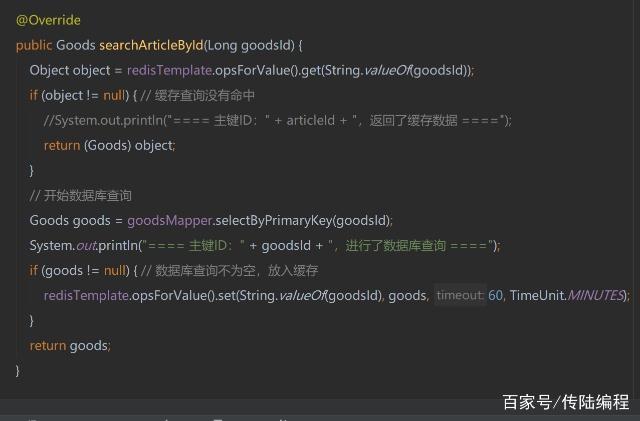 @Override
public Goods searchArticleById(Long goodsId) {
Object object = redisTemplate.opsForValue().get(String.valueOf(goodsId));
if (object != null) { // 缓存查询没有命中
//System.out.println("==== 主键ID：" + articleId + "，返回了缓存数据 ====");
return (Goods) object;
}
// 开始数据库查询
Goods goods = goodsMapper.selectByPrimaryKey(goodsId);
System.out.println("==== 主键ID：" + goodsId + "，进行了数据库查询 ====");
if (goods != null) { // 数据库查询不为空，放入缓存
redisTemplate.opsForValue().set(String.valueOf(goodsId), goods, timeout: 60, TimeUnit.MINUTES);
}
return goods;
}
百家号/传陆编程